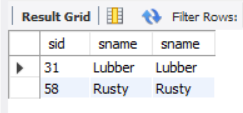 Result Grid Filter Rows:
sid sname sname
31 Lubber Lubber
58 Rusty Rusty